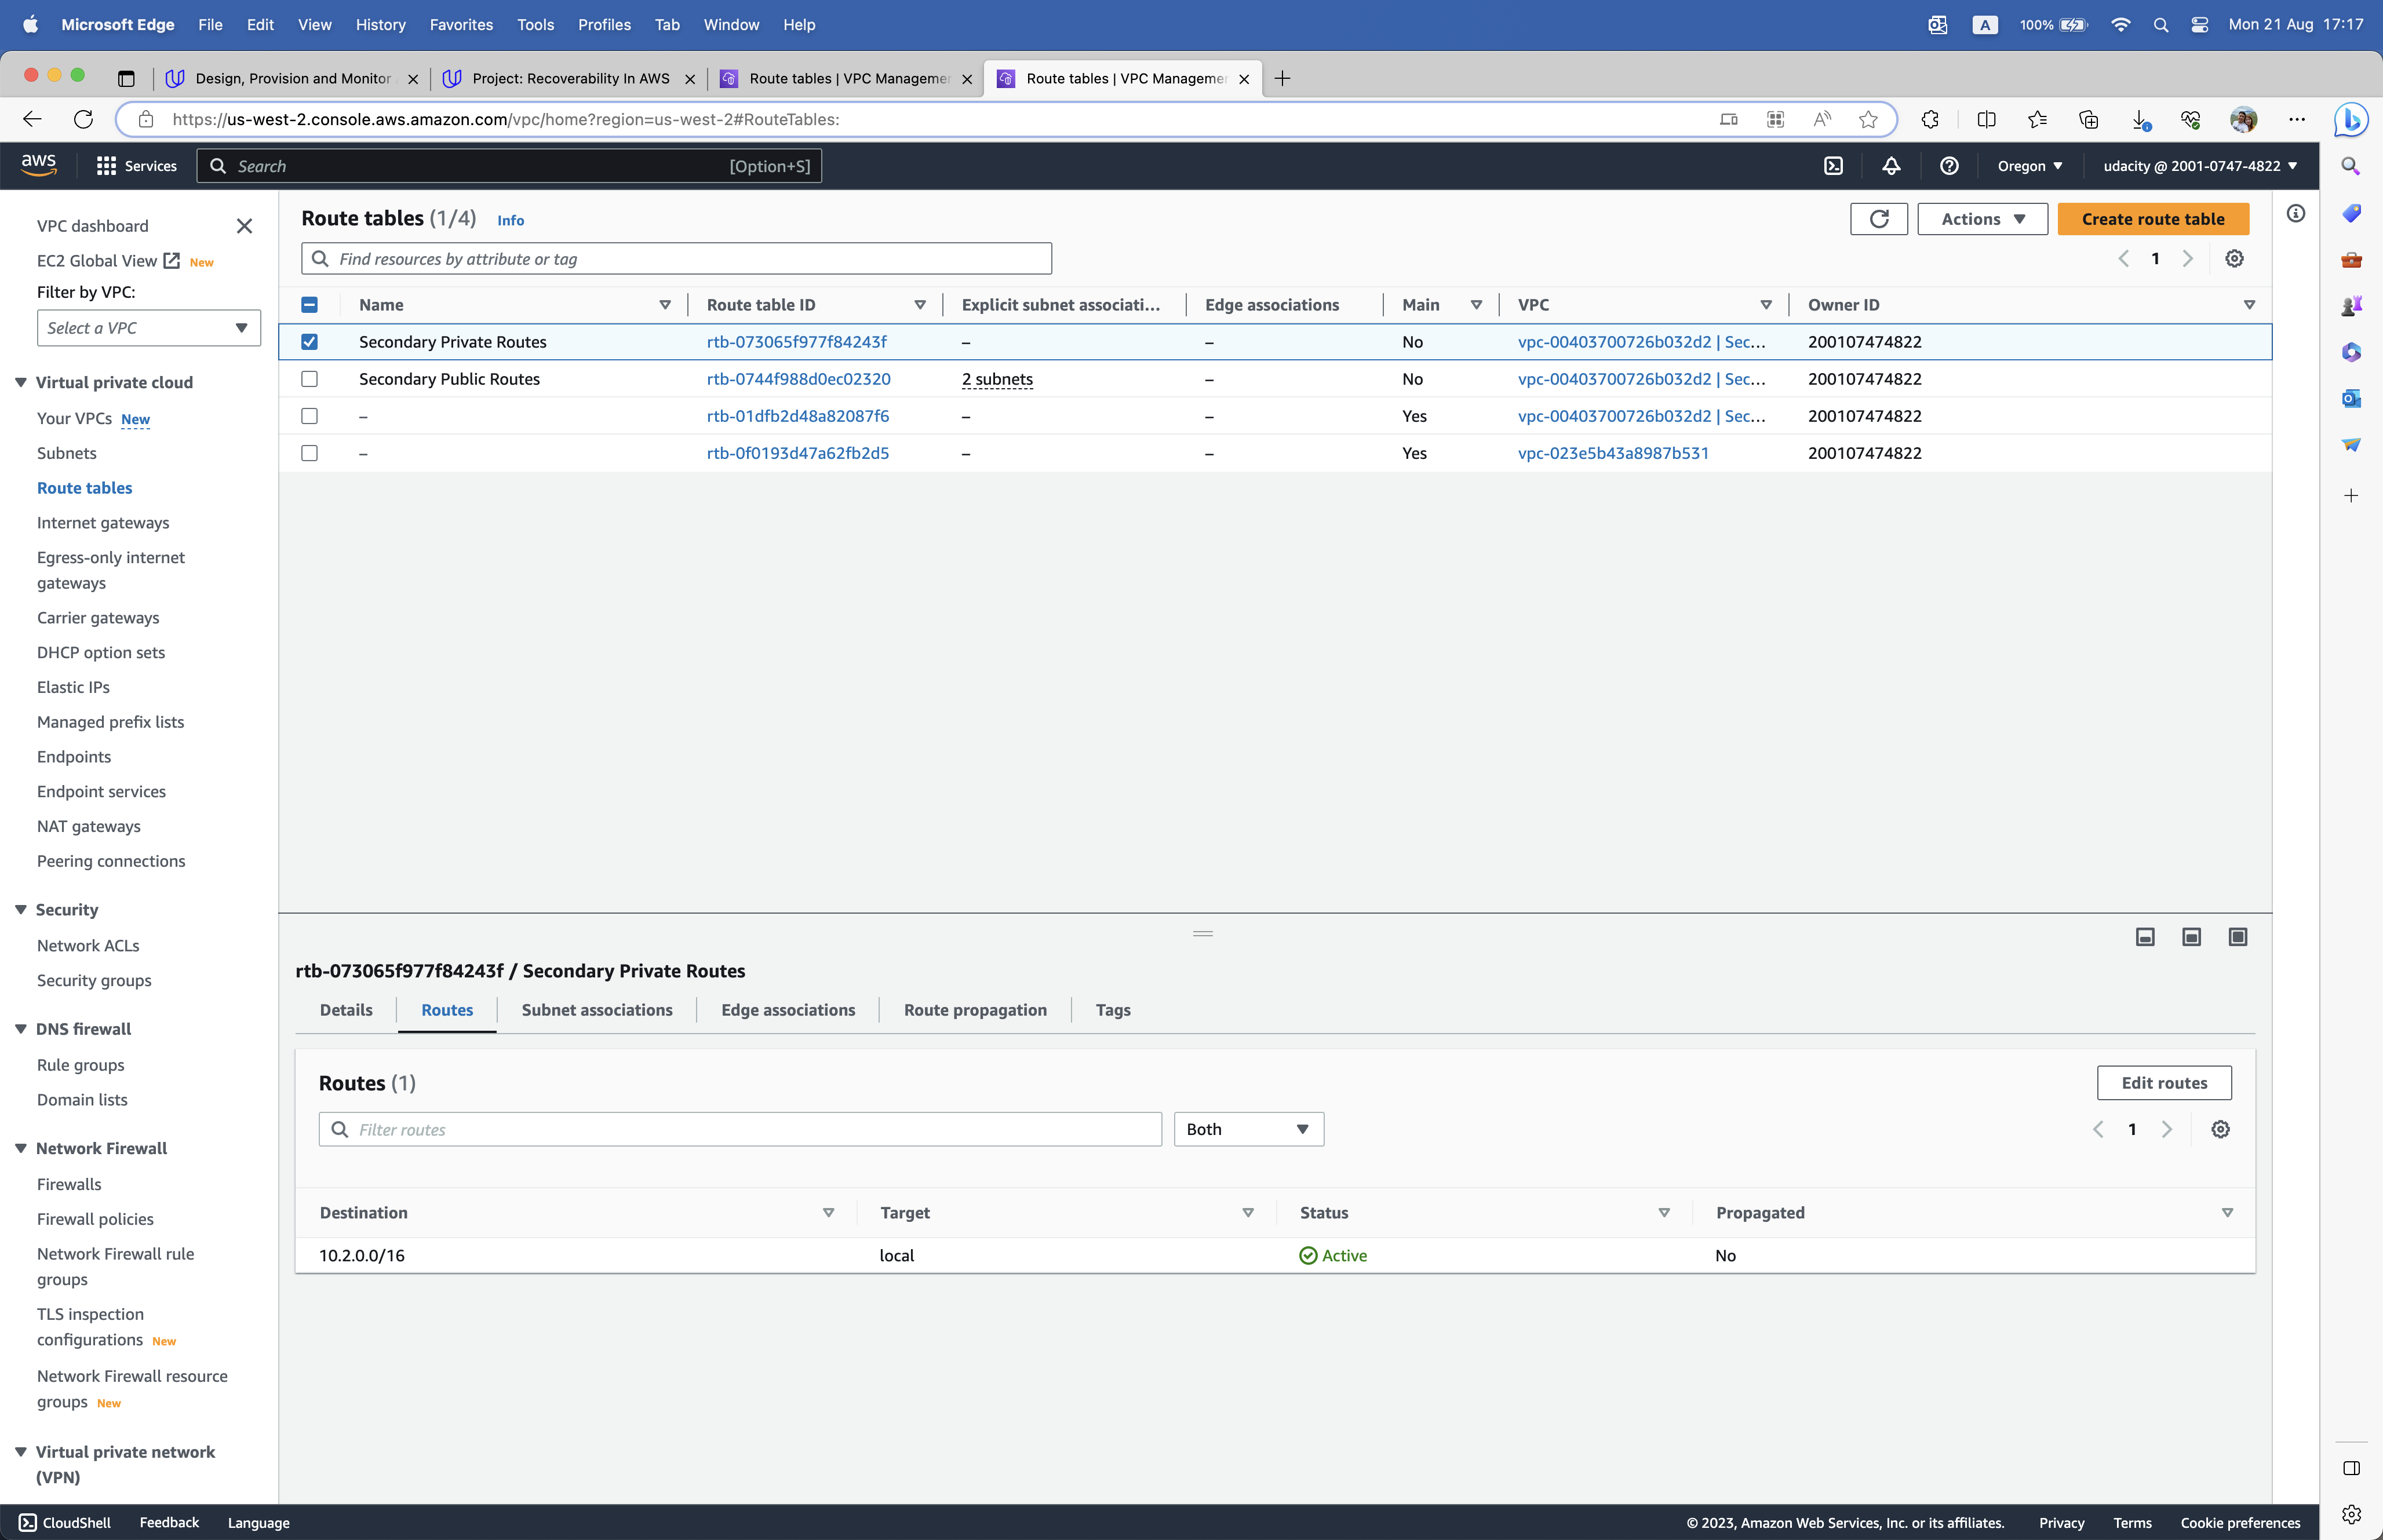 Microsoft Edge File Edit View History Favorites Tools Profiles Tab Window Help A 100% Mon 21 Aug 17:17
Design, Provision and Monitor Project: Recoverability In AWS Route tables | VPC Managemen Route tables | VPC Managemen
https://us-west-2.console.aws.amazon.com/vpc/home?region=us-west-2#RouteTables:
aws Services Search [Option+S] Oregon udacity @ 2001-0747-4822
VPC dashboard
EC2 Global View New
Filter by VPC:
Select a VPC
Virtual private cloud
Your VPCs New
Subnets
Route tables
Internet gateways
Egress-only internet
gateways
Carrier gateways
DHCP option sets
Elastic IPs
Managed prefix lists
Endpoints
Endpoint services
NAT gateways
Peering connections
Security
Network ACLs
Security groups
DNS firewall
Rule groups
Domain lists
Network Firewall
Firewalls
Firewall policies
Network Firewall rule
groups
TLS inspection
configurations New
Network Firewall resource
groups New
Virtual private network
(VPN)
Route tables (1/4) Info Actions Create route table
Find resources by attribute or tag 1
Name Route table ID Explicit subnet associati... Edge associations Main VPC Owner ID
Secondary Private Routes rtb-073065f977f84243f – – No vpc-00403700726b032d2 | Sec... 200107474822
Secondary Public Routes rtb-0744f988d0ec02320 2 subnets – No vpc-00403700726b032d2 | Sec... 200107474822
– rtb-01dfb2d48a82087f6 – – Yes vpc-00403700726b032d2 | Sec... 200107474822
– rtb-0f0193d47a62fb2d5 – – Yes vpc-023e5b43a8987b531 200107474822
rtb-073065f977f84243f / Secondary Private Routes
Details Routes Subnet associations Edge associations Route propagation Tags
Routes (1) Edit routes
Filter routes Both 1
Destination Target Status Propagated
10.2.0.0/16 local Active No
CloudShell Feedback Language © 2023, Amazon Web Services, Inc. or its affiliates. Privacy Terms Cookie preferences